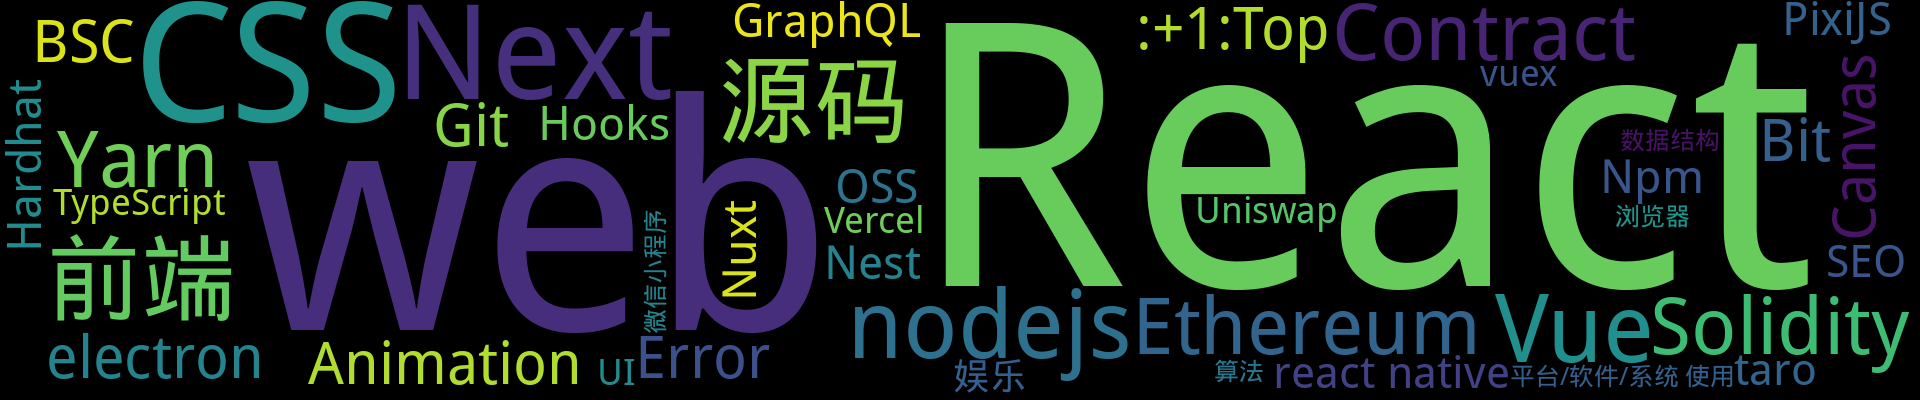 BSC
CSS
Next
GraphQL
:+1:Top
Contract
PixiJS
Hardhat
Git
Hooks
源码
React
vuex
Canvas
Yarn
web
数据结构
Bit
TypeScript
OSS
Npm
Uniswap
浏览器
微信小程序
Nuxt
Vercel
前端
Nest
SEO
nodejs
Ethereum
Vue
Solidity
electron
Animation
UI
Error
娱乐
算法
react native
平台/软件/系统 使用
taro